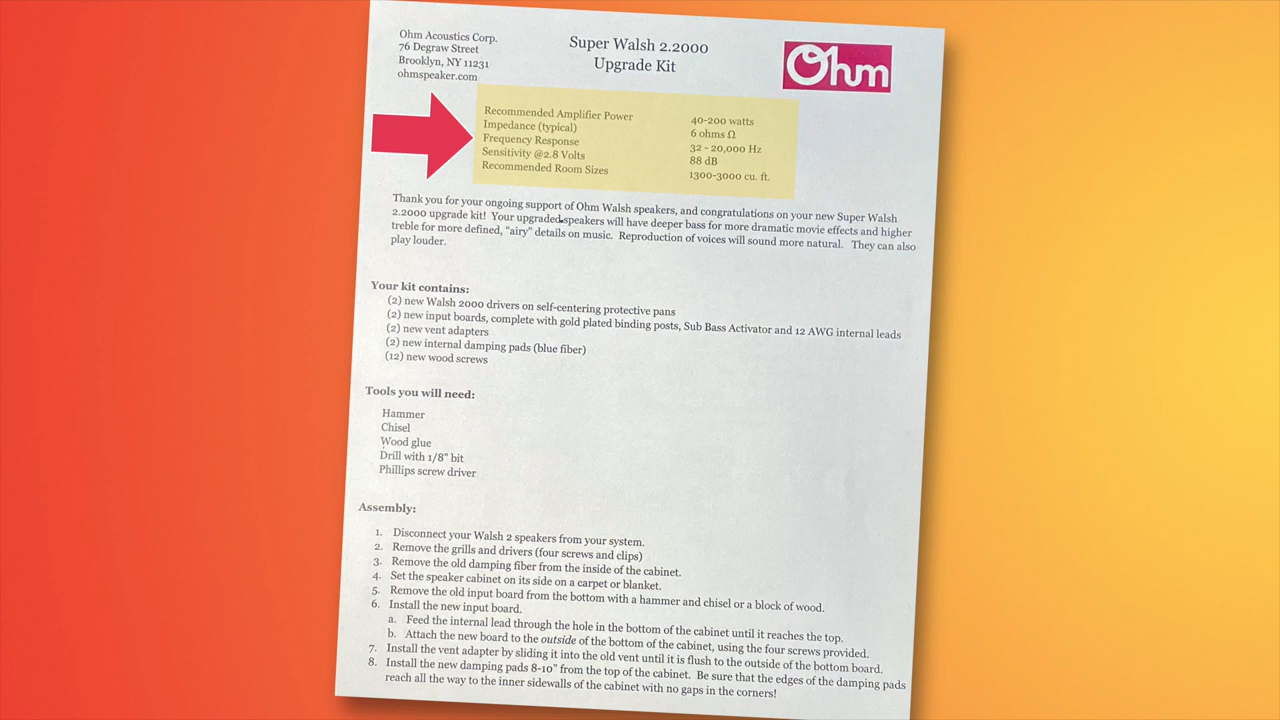 Ohm Acoustics Corp.
76 Degraw Street
Brooklyn, NY 11231
ohmspeaker.com
Super Walsh 2.2000
Upgrade Kit
Ohm
Recommended Amplifier Power 40-200 watts
Impedance (typical) 6 ohms Ω
Frequency Response 32 - 20,000 Hz
Sensitivity @2.8 Volts 88 dB
Recommended Room Sizes 1300-3000 cu. ft.
Thank you for your ongoing support of Ohm Walsh speakers, and congratulations on your new Super Walsh
2.2000 upgrade kit! Your upgraded speakers will have deeper bass for more dramatic movie effects and higher
treble for more defined, "airy" details on music. Reproduction of voices will sound more natural. They can also
play louder.
Your kit contains:
(2) new Walsh 2000 drivers on self-centering protective pans
(2) new input boards, complete with gold plated binding posts, Sub Bass Activator and 12 AWG internal leads
(2) new vent adapters
(2) new internal damping pads (blue fiber)
(12) new wood screws
Tools you will need:
Hammer
Chisel
Wood glue
Drill with 1/8" bit
Phillips screw driver
Assembly:
1. Disconnect your Walsh 2 speakers from your system.
2. Remove the grills and drivers (four screws and clips)
3. Remove the old damping fiber from the inside of the cabinet.
4. Set the speaker cabinet on its side on a carpet or blanket.
5. Remove the old input board from the bottom with a hammer and chisel or a block of wood.
6. Install the new input board.
a. Feed the internal lead through the hole in the bottom of the cabinet until it reaches the top.
b. Attach the new board to the outside of the bottom of the cabinet, using the four screws provided.
7. Install the vent adapter by sliding it into the old vent until it is flush to the outside of the bottom board.
8. Install the new damping pads 8-10" from the top of the cabinet. Be sure that the edges of the damping pads
reach all the way to the inner sidewalls of the cabinet with no gaps in the corners!